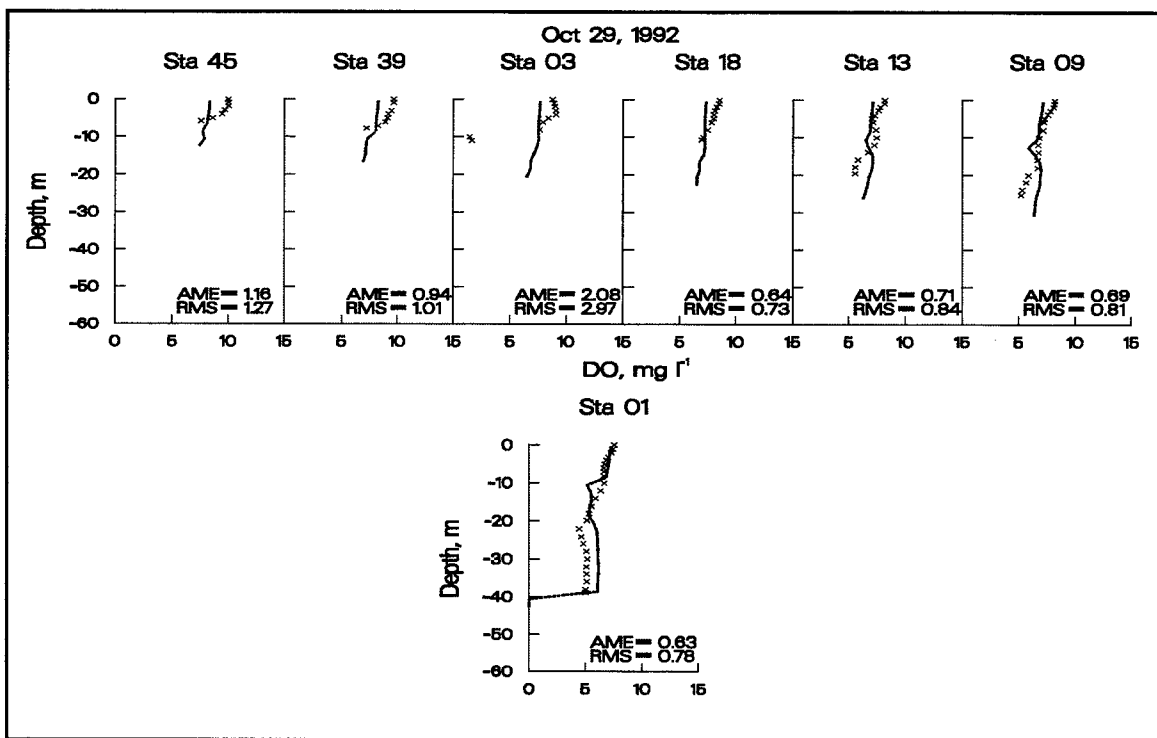 Oct 29, 1992
Sta 45 Sta 39 Sta 03 Sta 18 Sta 13 Sta 09
0
-10
-20
-30
-40
-50
-60
Depth, m
AME = 1.16 AME = 0.94 AME = 2.08 AME = 0.64 AME = 0.71 AME = 0.69
RMS = 1.27 RMS = 1.01 RMS = 2.97 RMS = 0.73 RMS = 0.84 RMS = 0.81
0 5 10 15 5 10 15 5 10 15 5 10 15 5 10 15 5 10 15
DO, mg l⁻¹
Sta 01
0
-10
-20
-30
-40
-50
-60
Depth, m
AME = 0.63
RMS = 0.78
0 5 10 15